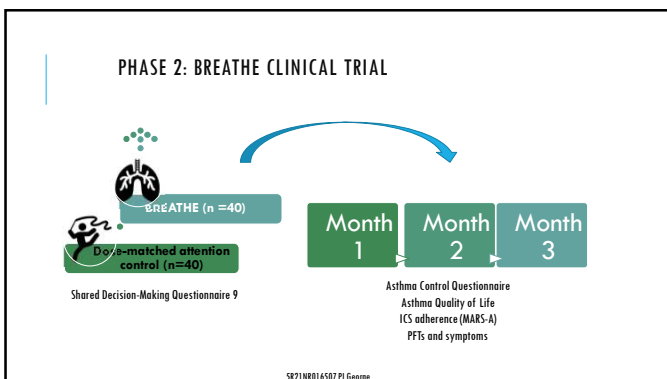 PHASE 2: BREATHE CLINICAL TRIAL
BREATHE (n =40)
Dose-matched attention
control (n=40)
Shared Decision-Making Questionnaire 9
Month
1
Month
2
Month
3
Asthma Control Questionnaire
Asthma Quality of Life
ICS adherence (MARS-A)
PFTs and symptoms
5R21NR016507 PI George